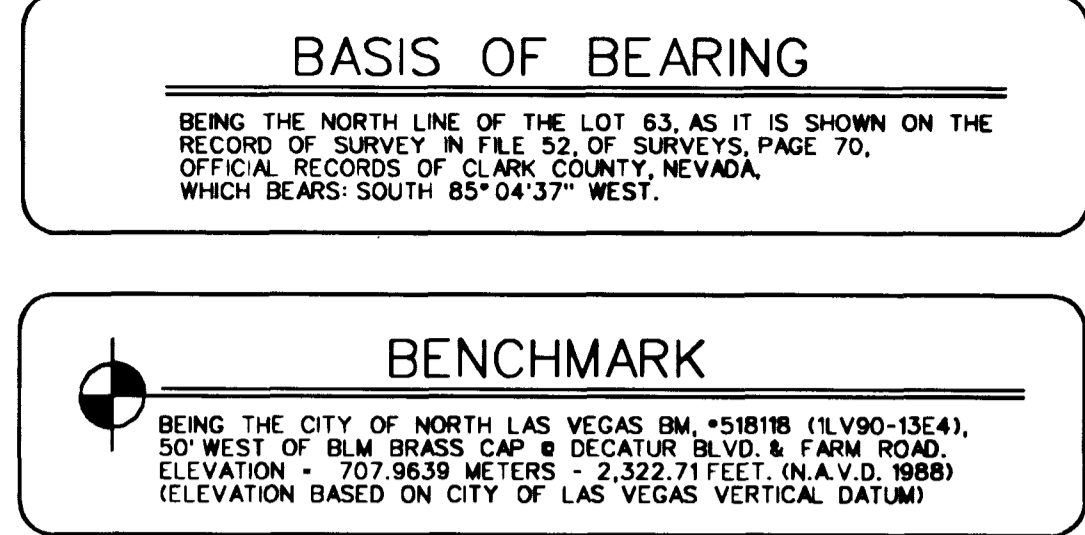 BASIS OF BEARING
BEING THE NORTH LINE OF THE LOT 63, AS IT IS SHOWN ON THE
RECORD OF SURVEY IN FILE 52, OF SURVEYS, PAGE 70,
OFFICIAL RECORDS OF CLARK COUNTY, NEVADA,
WHICH BEARS: SOUTH 85°04'37" WEST.
BENCHMARK
BEING THE CITY OF NORTH LAS VEGAS BM, #518118 (1LV90-13E4),
50' WEST OF BLM BRASS CAP @ DECATUR BLVD. & FARM ROAD.
ELEVATION = 707.9639 METERS - 2,322.71 FEET. (N.A.V.D. 1988)
(ELEVATION BASED ON CITY OF LAS VEGAS VERTICAL DATUM)